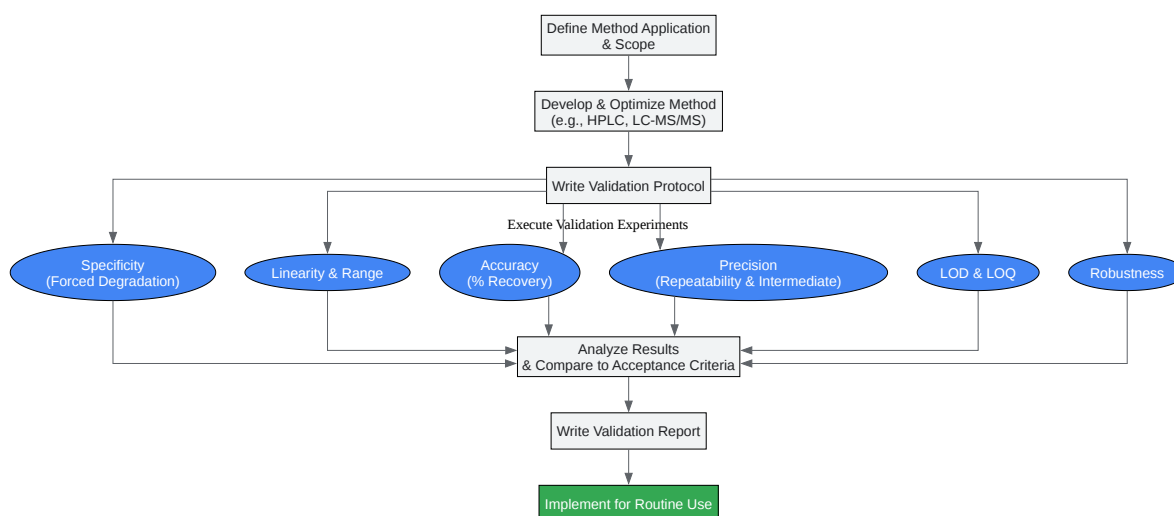 Define Method Application
& Scope
Develop & Optimize Method
(e.g., HPLC, LC-MS/MS)
Write Validation Protocol
Execute Validation Experiments
Specificity
(Forced Degradation)
Linearity & Range
Accuracy
(% Recovery)
Precision
(Repeatability & Intermediate)
LOD & LOQ
Robustness
Analyze Results
& Compare to Acceptance Criteria
Write Validation Report
Implement for Routine Use